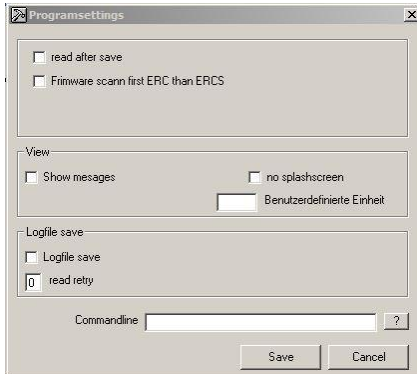 Programsettings
read after save
Frimware scann first ERC than ERCS
View
Show mesages
no splashscreen
Benutzerdefinierte Einheit
Logfile save
Logfile save
0 read retry
Commandline ?
Save Cancel